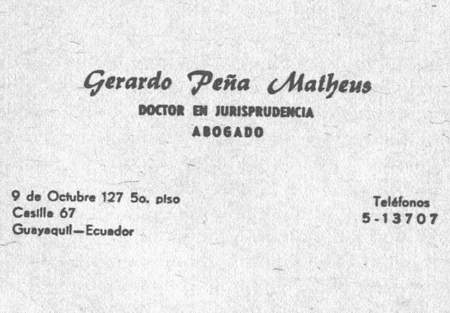 Gerardo Peña Matheus
DOCTOR EN JURISPRUDENCIA
ABOGADO
9 de Octubre 127 5o. piso
Casilla 67
Guayaquil—Ecuador
Teléfonos
5-13707